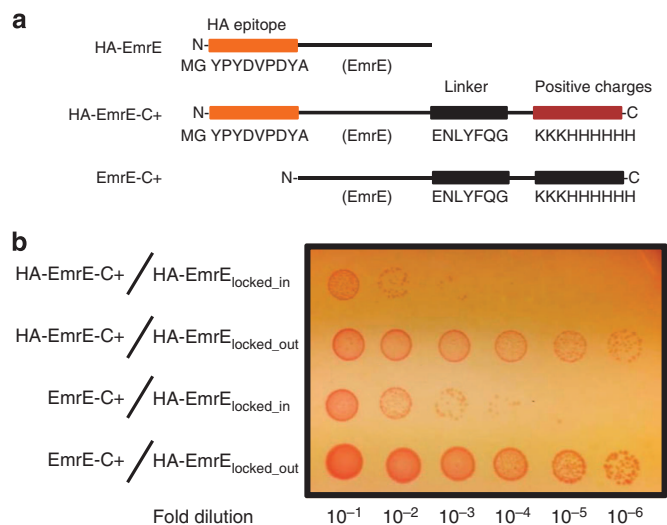 a
HA epitope
HA-EmrE N-
MG YPYDVPDYA (EmrE)
Linker Positive charges
HA-EmrE-C+ N- -C
MG YPYDVPDYA (EmrE) ENLYFQG KKKHHHHHH
EmrE-C+ N- -C
(EmrE) ENLYFQG KKKHHHHHH
b
HA-EmrE-C+ / HA-EmrElocked_in
HA-EmrE-C+ / HA-EmrElocked_out
EmrE-C+ / HA-EmrElocked_in
EmrE-C+ / HA-EmrElocked_out
Fold dilution 10–1 10–2 10–3 10–4 10–5 10–6